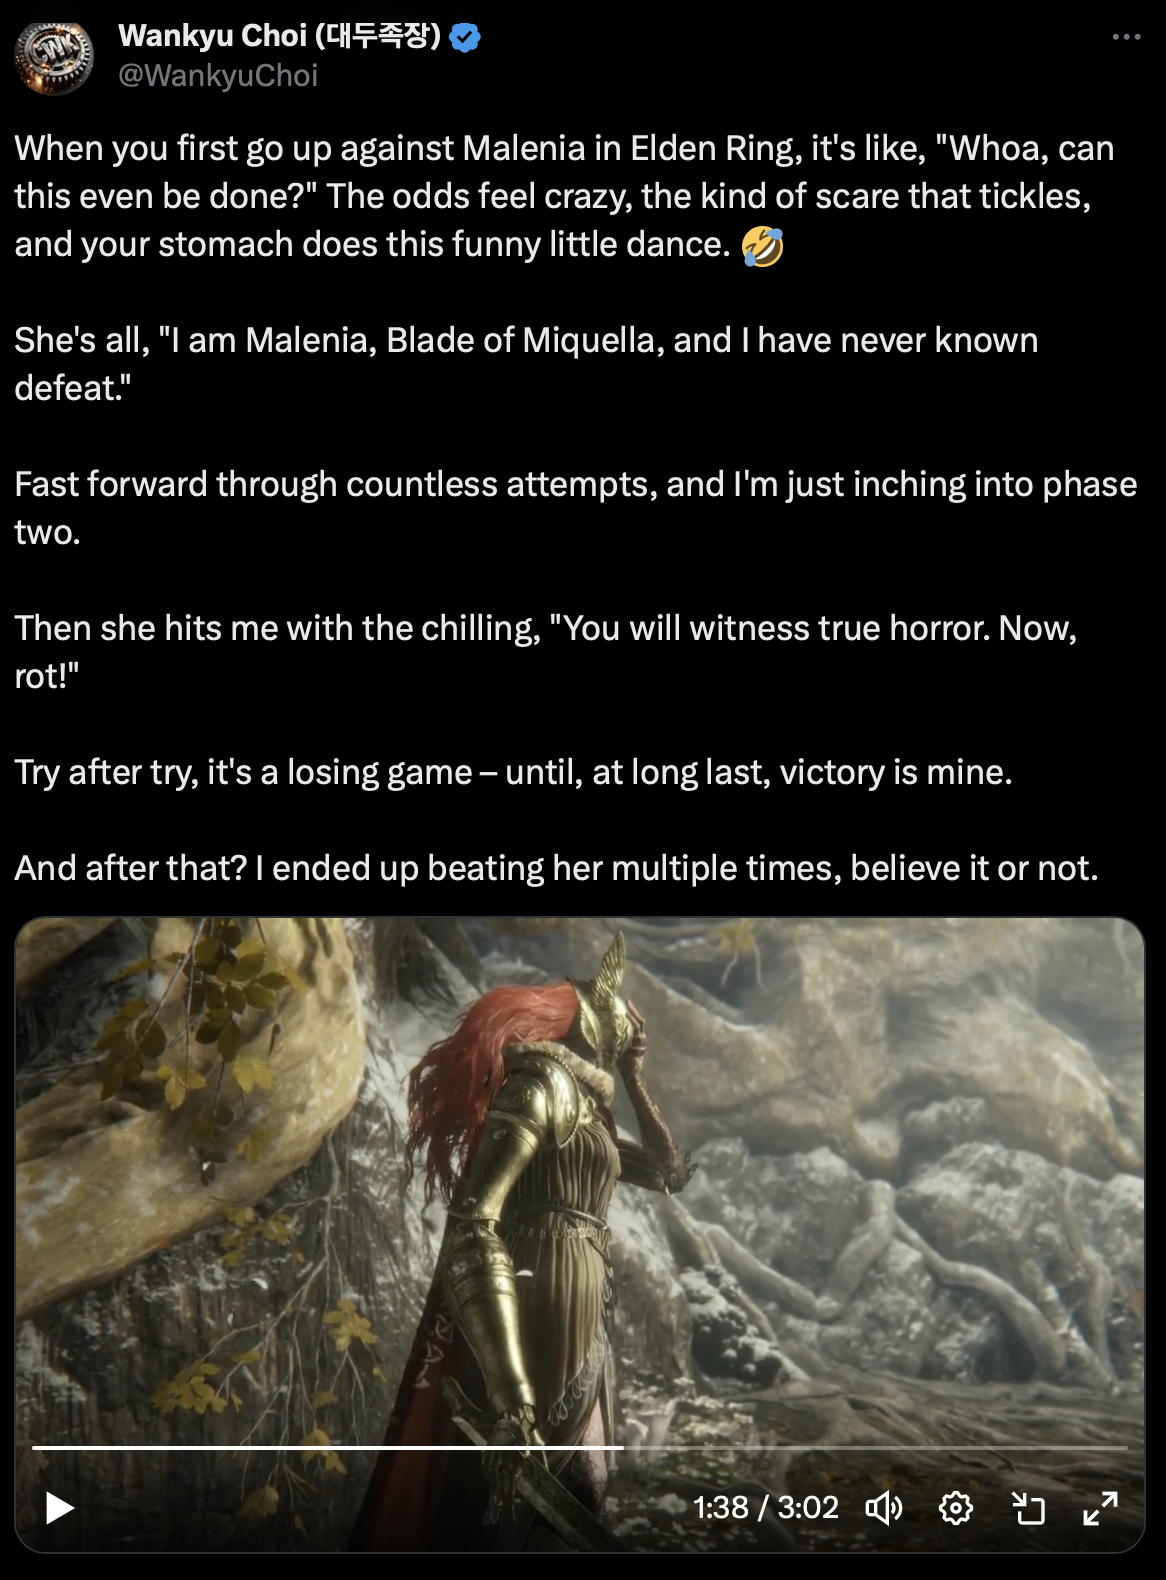 Wankyu Choi (대두족장)
@WankyuChoi
When you first go up against Malenia in Elden Ring, it's like, "Whoa, can
this even be done?" The odds feel crazy, the kind of scare that tickles,
and your stomach does this funny little dance. 🤣
She's all, "I am Malenia, Blade of Miquella, and I have never known
defeat."
Fast forward through countless attempts, and I'm just inching into phase
two.
Then she hits me with the chilling, "You will witness true horror. Now,
rot!"
Try after try, it's a losing game – until, at long last, victory is mine.
And after that? I ended up beating her multiple times, believe it or not.
1:38 / 3:02
CWK